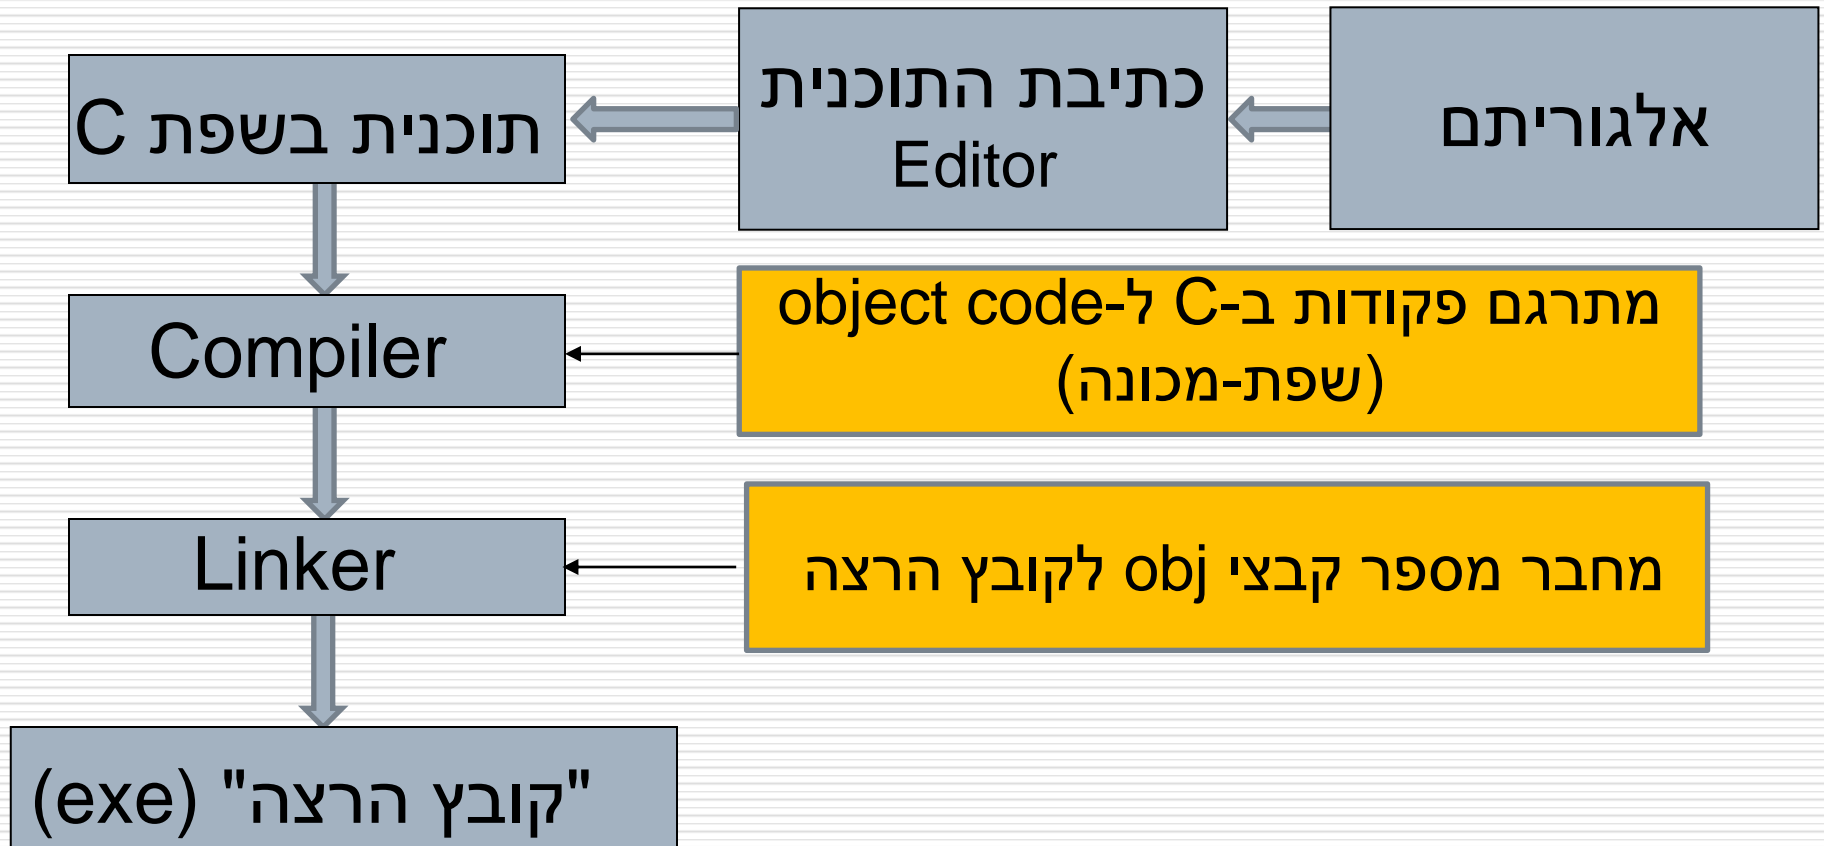 אלגוריתם
כתיבת התוכנית
Editor
תוכנית בשפת C
Compiler
מתרגם פקודות ב-C ל-object code
(שפת-מכונה)
Linker
מחבר מספר קבצי obj לקובץ הרצה
"קובץ הרצה" (exe)